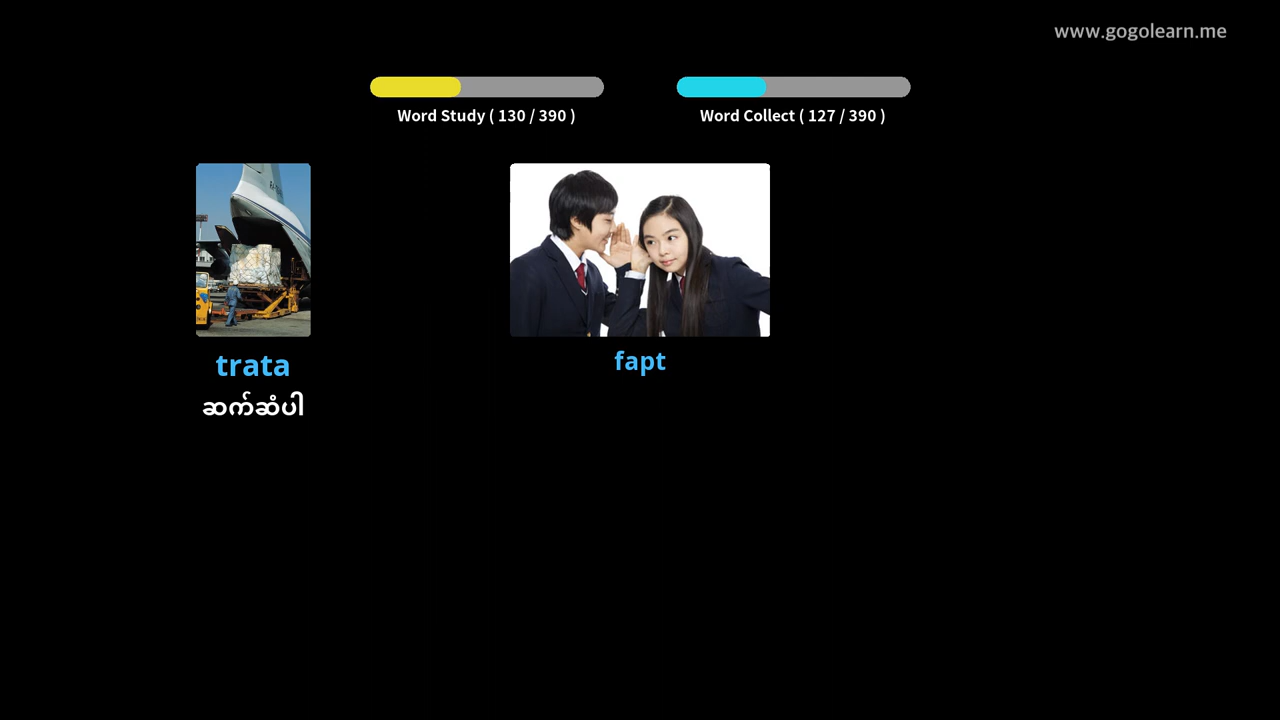 www.gogolearn.me
Word Study ( 130 / 390 )
Word Collect ( 127 / 390 )
trata
ဆက်ဆံပါ
fapt